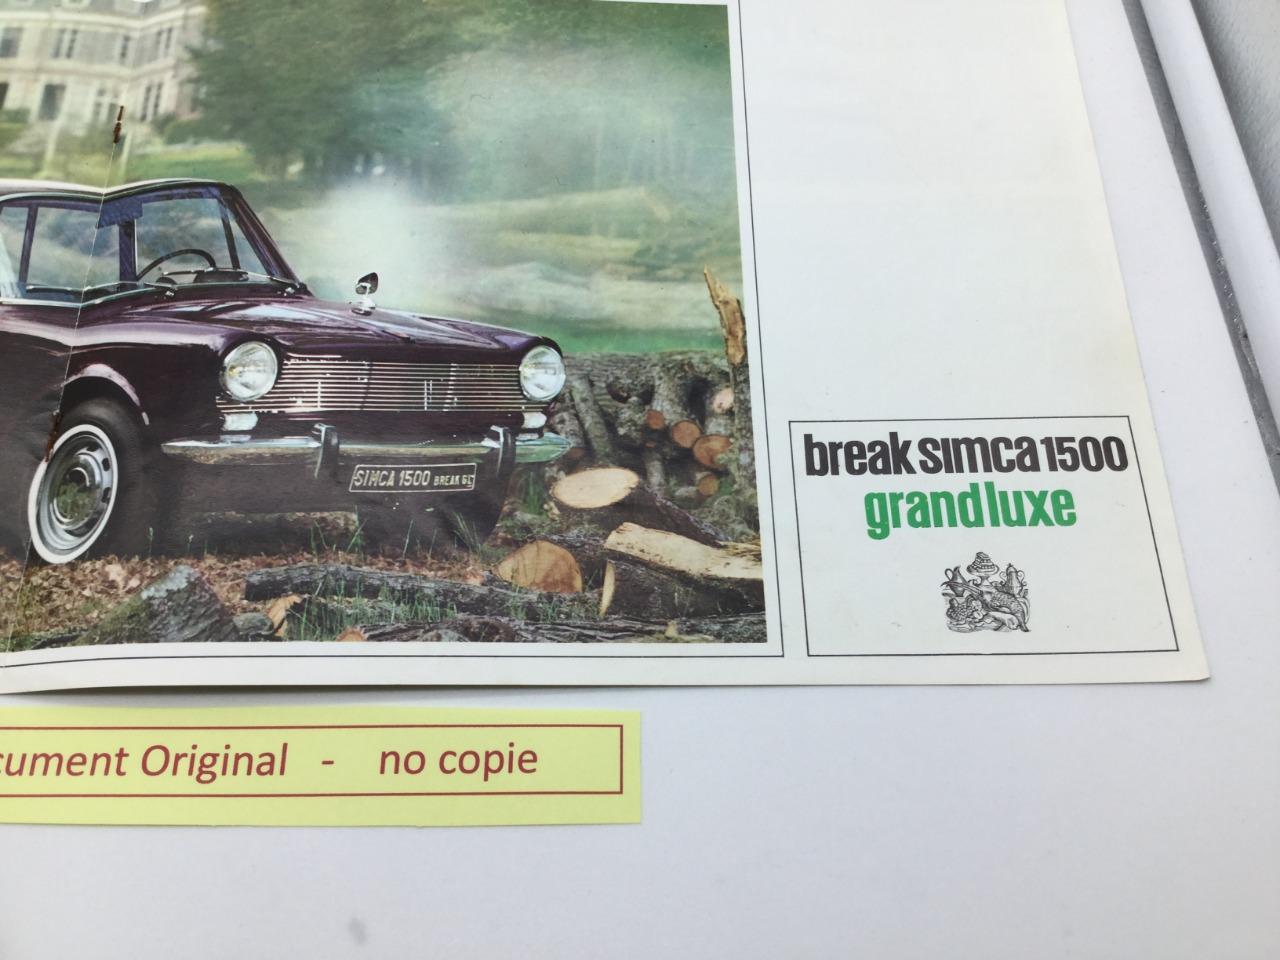 SIMCA 1500 BREAK GL
break simca 1500
grand luxe
cument Original - no copie